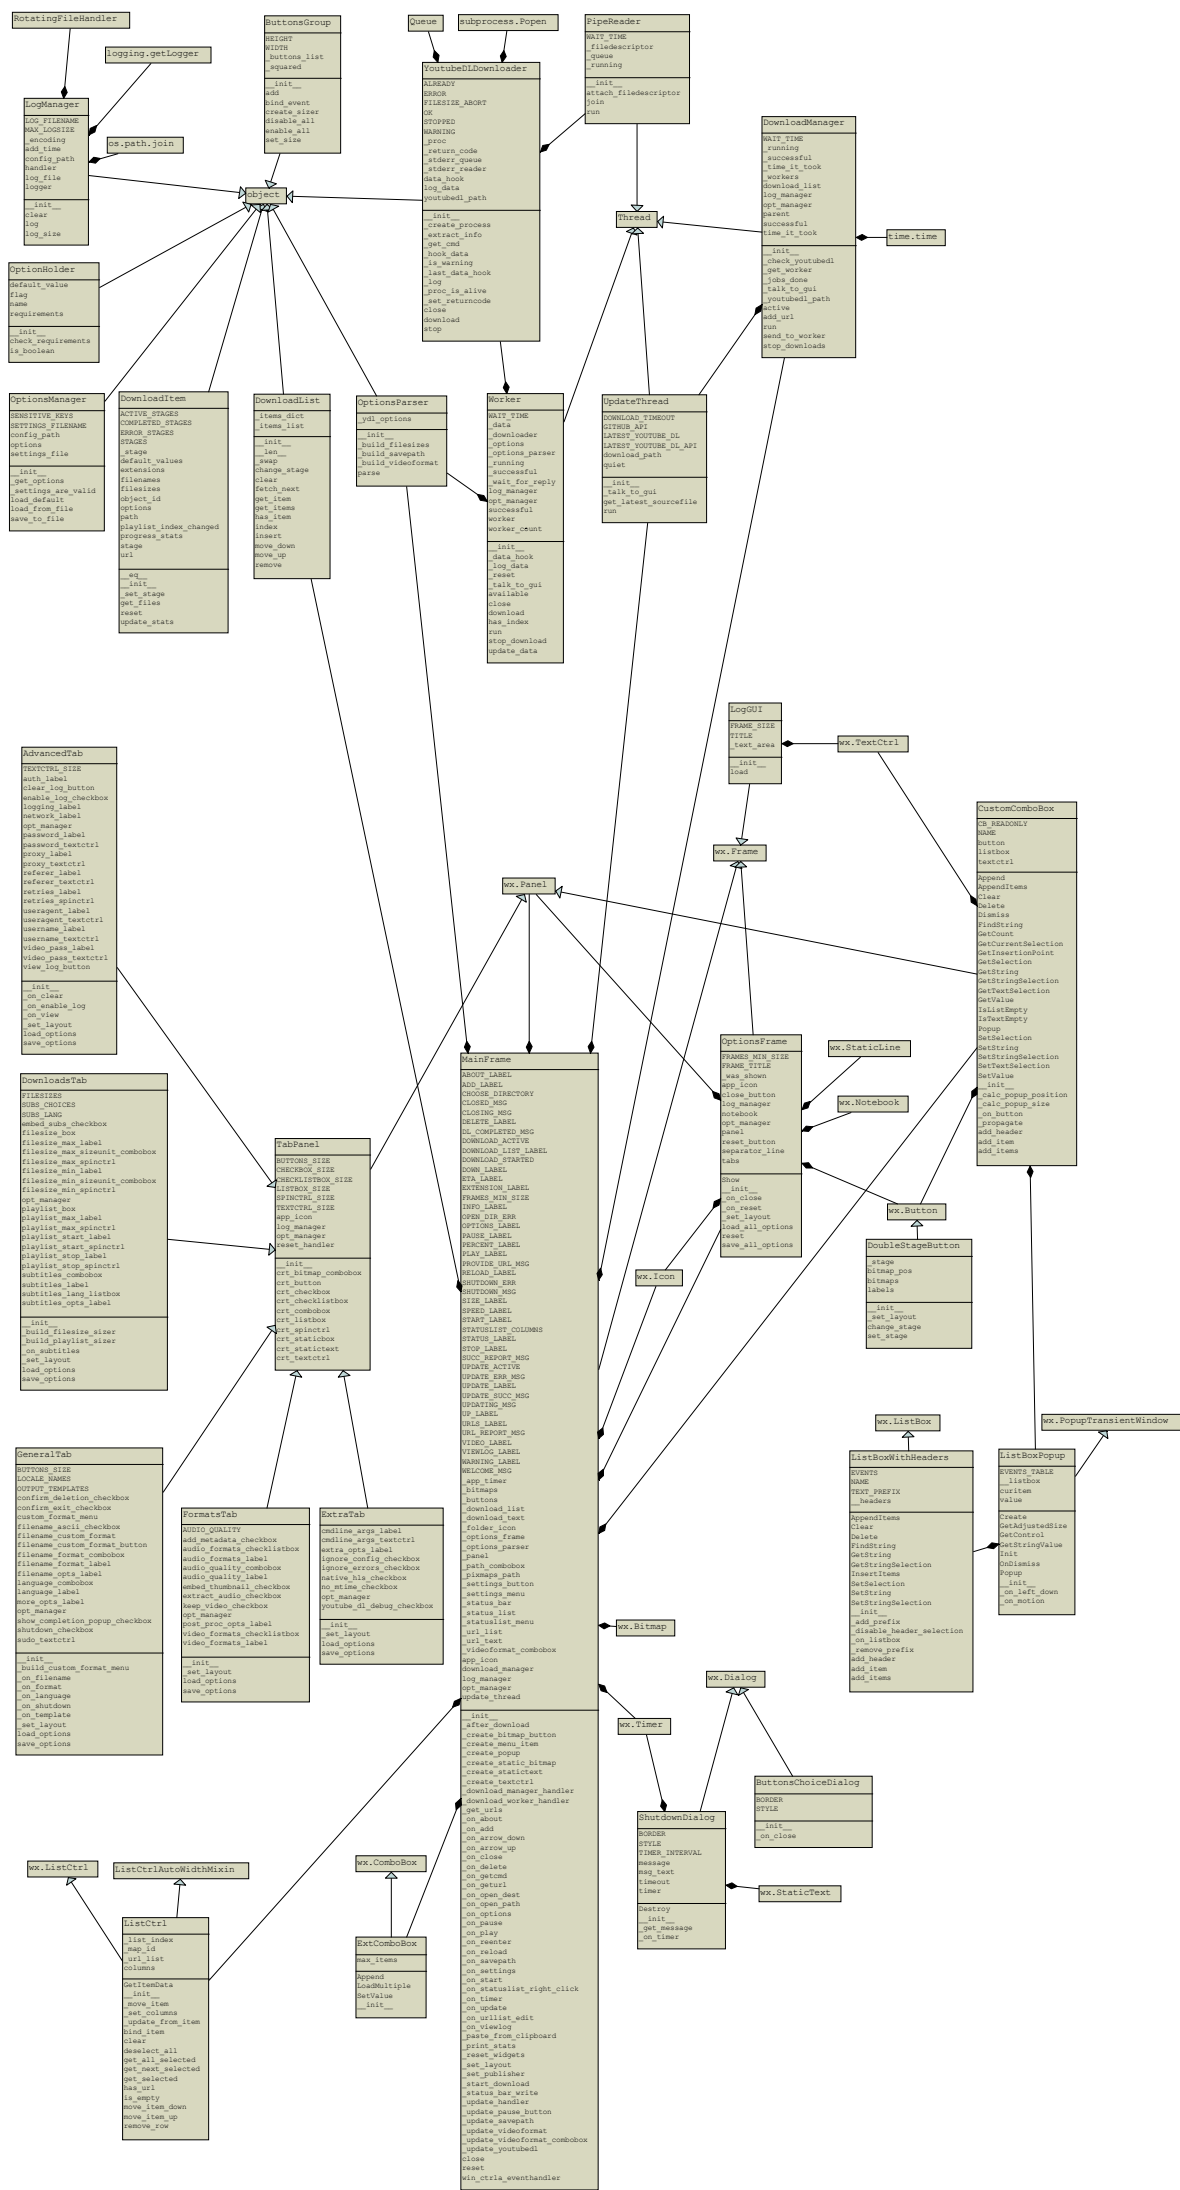 RotatingFileHandler
logging.getLogger
LogManager
LOG_FILENAME
MAX_LOGSIZE
_encoding
add_time
config_path
handler
log_file
logger
__init__
clear
log
log_size
os.path.join
ButtonsGroup
HEIGHT
WIDTH
_buttons_list
_squared
__init__
add
bind_event
create_sizer
disable_all
enable_all
set_size
object
Queue
subprocess.Popen
YoutubeDLDownloader
ALREADY
ERROR
FILESIZE_ABORT
OK
STOPPED
WARNING
_proc
_return_code
_stderr_queue
_stderr_reader
data_hook
log_data
youtubedl_path
__init__
_create_process
_extract_info
_get_cmd
_hook_data
_is_warning
_last_data_hook
_log
_proc_is_alive
_set_returncode
close
download
stop
PipeReader
WAIT_TIME
_filedescriptor
_queue
_running
__init__
attach_filedescriptor
join
run
Thread
DownloadManager
WAIT_TIME
_running
_successful
_time_it_took
_workers
download_list
log_manager
opt_manager
parent
successful
time_it_took
__init__
_check_youtubedl
_get_worker
_jobs_done
_talk_to_gui
_youtubedl_path
active
add_url
run
send_to_worker
stop_downloads
time.time
OptionHolder
default_value
flag
name
requirements
__init__
check_requirements
is_boolean
OptionsManager
SENSITIVE_KEYS
SETTINGS_FILENAME
config_path
options
settings_file
__init__
_get_options
_settings_are_valid
load_default
load_from_file
save_to_file
DownloadItem
ACTIVE_STAGES
COMPLETED_STAGES
ERROR_STAGES
STAGES
_stage
default_values
extensions
filenames
filesizes
object_id
options
path
playlist_index_changed
progress_stats
stage
url
__eq__
__init__
_set_stage
get_files
reset
update_stats
DownloadList
_items_dict
_items_list
__init__
__len__
_swap
change_stage
clear
fetch_next
get_item
get_items
has_item
index
insert
move_down
move_up
remove
OptionsParser
_ydl_options
__init__
_build_filesizes
_build_savepath
_build_videoformat
parse
Worker
WAIT_TIME
_data
_downloader
_options
_options_parser
_running
_successful
_wait_for_reply
log_manager
opt_manager
successful
worker
worker_count
__init__
_data_hook
_log_data
_reset
_talk_to_gui
available
close
download
has_index
run
stop_download
update_data
UpdateThread
DOWNLOAD_TIMEOUT
GITHUB_API
LATEST_YOUTUBE_DL
LATEST_YOUTUBE_DL_API
download_path
quiet
__init__
_talk_to_gui
get_latest_sourcefile
run
LogGUI
FRAME_SIZE
TITLE
_text_area
__init__
load
wx.TextCtrl
wx.Frame
wx.Panel
AdvancedTab
TEXTCTRL_SIZE
auth_label
clear_log_button
enable_log_checkbox
logging_label
network_label
opt_manager
password_label
password_textctrl
proxy_label
proxy_textctrl
referer_label
referer_textctrl
retries_label
retries_spinctrl
useragent_label
useragent_textctrl
username_label
username_textctrl
video_pass_label
video_pass_textctrl
view_log_button
__init__
_on_clear
_on_enable_log
_on_view
_set_layout
load_options
save_options
CustomComboBox
CB_READONLY
NAME
button
listbox
textctrl
Append
AppendItems
Clear
Delete
Dismiss
FindString
GetCount
GetCurrentSelection
GetInsertionPoint
GetSelection
GetString
GetStringSelection
GetTextSelection
GetValue
IsListEmpty
IsTextEmpty
Popup
SetSelection
SetString
SetStringSelection
SetTextSelection
SetValue
__init__
_calc_popup_position
_calc_popup_size
_on_button
_propagate
add_header
add_item
add_items
DownloadsTab
FILESIZES
SUBS_CHOICES
SUBS_LANG
embed_subs_checkbox
filesize_box
filesize_max_label
filesize_max_sizeunit_combobox
filesize_max_spinctrl
filesize_min_label
filesize_min_sizeunit_combobox
filesize_min_spinctrl
opt_manager
playlist_box
playlist_max_label
playlist_max_spinctrl
playlist_start_label
playlist_start_spinctrl
playlist_stop_label
playlist_stop_spinctrl
subtitles_combobox
subtitles_label
subtitles_lang_listbox
subtitles_opts_label
__init__
_build_filesize_sizer
_build_playlist_sizer
_on_subtitles
_set_layout
load_options
save_options
TabPanel
BUTTONS_SIZE
CHECKBOX_SIZE
CHECKLISTBOX_SIZE
LISTBOX_SIZE
SPINCTRL_SIZE
TEXTCTRL_SIZE
app_icon
log_manager
opt_manager
reset_handler
__init__
crt_bitmap_combobox
crt_button
crt_checkbox
crt_checklistbox
crt_combobox
crt_listbox
crt_spinctrl
crt_staticbox
crt_statictext
crt_textctrl
MainFrame
ABOUT_LABEL
ADD_LABEL
CHOOSE_DIRECTORY
CLOSED_MSG
CLOSING_MSG
DELETE_LABEL
DL_COMPLETED_MSG
DOWNLOAD_ACTIVE
DOWNLOAD_LIST_LABEL
DOWNLOAD_STARTED
DOWN_LABEL
ETA_LABEL
EXTENSION_LABEL
FRAMES_MIN_SIZE
INFO_LABEL
OPEN_DIR_ERR
OPTIONS_LABEL
PAUSE_LABEL
PERCENT_LABEL
PLAY_LABEL
PROVIDE_URL_MSG
RELOAD_LABEL
SHUTDOWN_ERR
SHUTDOWN_MSG
SIZE_LABEL
SPEED_LABEL
START_LABEL
STATUSLIST_COLUMNS
STATUS_LABEL
STOP_LABEL
SUCC_REPORT_MSG
UPDATE_ACTIVE
UPDATE_ERR_MSG
UPDATE_LABEL
UPDATE_SUCC_MSG
UPDATING_MSG
UP_LABEL
URLS_LABEL
URL_REPORT_MSG
VIDEO_LABEL
VIEWLOG_LABEL
WARNING_LABEL
WELCOME_MSG
_app_timer
_bitmaps
_buttons
_download_list
_download_text
_folder_icon
_options_frame
_options_parser
_panel
_path_combobox
_pixmaps_path
_settings_button
_settings_menu
_status_bar
_status_list
_statuslist_menu
_url_list
_url_text
_videoformat_combobox
app_icon
download_manager
log_manager
opt_manager
update_thread
__init__
_after_download
_create_bitmap_button
_create_menu_item
_create_popup
_create_static_bitmap
_create_statictext
_create_textctrl
_download_manager_handler
_download_worker_handler
_get_urls
_on_about
_on_add
_on_arrow_down
_on_arrow_up
_on_close
_on_delete
_on_getcmd
_on_geturl
_on_open_dest
_on_open_path
_on_options
_on_pause
_on_play
_on_reenter
_on_reload
_on_savepath
_on_settings
_on_start
_on_statuslist_right_click
_on_timer
_on_update
_on_urllist_edit
_on_viewlog
_paste_from_clipboard
_print_stats
_reset_widgets
_set_layout
_set_publisher
_start_download
_status_bar_write
_update_handler
_update_pause_button
_update_savepath
_update_videoformat
_update_videoformat_combobox
_update_youtubedl
close
reset
win_ctrla_eventhandler
OptionsFrame
FRAMES_MIN_SIZE
FRAME_TITLE
_was_shown
app_icon
close_button
log_manager
notebook
opt_manager
panel
reset_button
separator_line
tabs
Show
__init__
_on_close
_on_reset
_set_layout
load_all_options
reset
save_all_options
wx.StaticLine
wx.Notebook
wx.Button
wx.Icon
DoubleStageButton
_stage
bitmap_pos
bitmaps
labels
__init__
_set_layout
change_stage
set_stage
wx.ListBox
wx.PopupTransientWindow
ListBoxWithHeaders
EVENTS
NAME
TEXT_PREFIX
__headers
AppendItems
Clear
Delete
FindString
GetString
GetStringSelection
InsertItems
SetSelection
SetString
SetStringSelection
__init__
_add_prefix
_disable_header_selection
_on_listbox
_remove_prefix
add_header
add_item
add_items
ListBoxPopup
EVENTS_TABLE
__listbox
curitem
value
Create
GetAdjustedSize
GetControl
GetStringValue
Init
OnDismiss
Popup
__init__
_on_left_down
_on_motion
GeneralTab
BUTTONS_SIZE
LOCALE_NAMES
OUTPUT_TEMPLATES
confirm_deletion_checkbox
confirm_exit_checkbox
custom_format_menu
filename_ascii_checkbox
filename_custom_format
filename_custom_format_button
filename_format_combobox
filename_format_label
filename_opts_label
language_combobox
language_label
more_opts_label
opt_manager
show_completion_popup_checkbox
shutdown_checkbox
sudo_textctrl
__init__
_build_custom_format_menu
_on_filename
_on_format
_on_language
_on_shutdown
_on_template
_set_layout
load_options
save_options
FormatsTab
AUDIO_QUALITY
add_metadata_checkbox
audio_formats_checklistbox
audio_formats_label
audio_quality_combobox
audio_quality_label
embed_thumbnail_checkbox
extract_audio_checkbox
keep_video_checkbox
opt_manager
post_proc_opts_label
video_formats_checklistbox
video_formats_label
__init__
_set_layout
load_options
save_options
ExtraTab
cmdline_args_label
cmdline_args_textctrl
extra_opts_label
ignore_config_checkbox
ignore_errors_checkbox
native_hls_checkbox
no_mtime_checkbox
opt_manager
youtube_dl_debug_checkbox
__init__
_set_layout
load_options
save_options
wx.Bitmap
wx.Dialog
wx.Timer
ButtonsChoiceDialog
BORDER
STYLE
__init__
_on_close
ShutdownDialog
BORDER
STYLE
TIMER_INTERVAL
message
msg_text
timeout
timer
Destroy
__init__
_get_message
_on_timer
wx.StaticText
wx.ListCtrl
ListCtrlAutoWidthMixin
ListCtrl
_list_index
_map_id
_url_list
columns
GetItemData
__init__
_move_item
_set_columns
_update_from_item
bind_item
clear
deselect_all
get_all_selected
get_next_selected
get_selected
has_url
is_empty
move_item_down
move_item_up
remove_row
wx.ComboBox
ExtComboBox
max_items
Append
LoadMultiple
SetValue
__init__